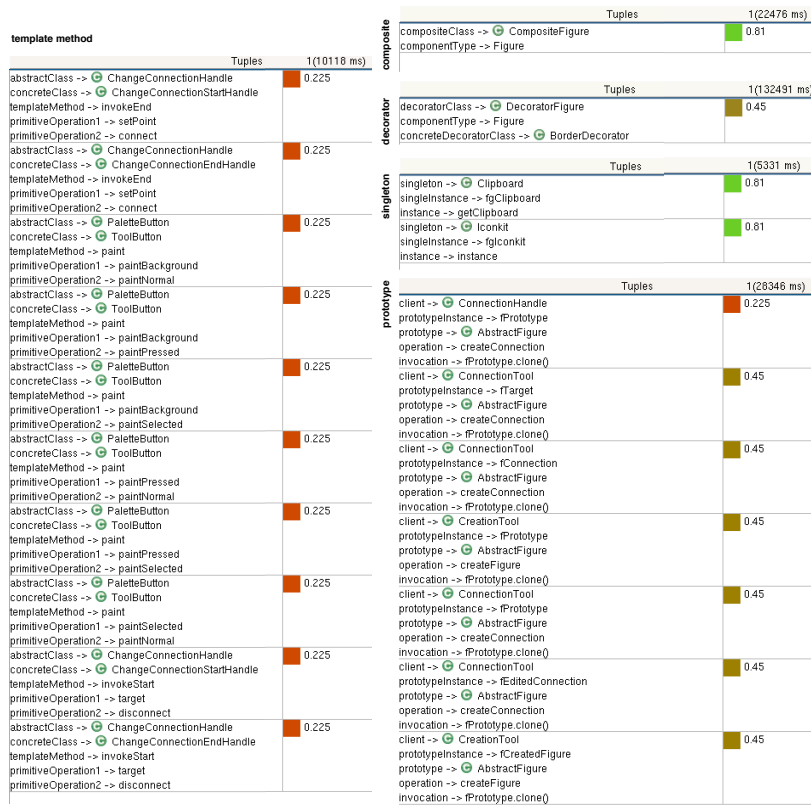 template method
Tuples 1(10118 ms)
abstractClass -> C ChangeConnectionHandle 0.225
concreteClass -> C ChangeConnectionStartHandle
templateMethod -> invokeEnd
primitiveOperation1 -> setPoint
primitiveOperation2 -> connect
abstractClass -> C ChangeConnectionHandle 0.225
concreteClass -> C ChangeConnectionEndHandle
templateMethod -> invokeEnd
primitiveOperation1 -> setPoint
primitiveOperation2 -> connect
abstractClass -> C PaletteButton 0.225
concreteClass -> C ToolButton
templateMethod -> paint
primitiveOperation1 -> paintBackground
primitiveOperation2 -> paintNormal
abstractClass -> C PaletteButton 0.225
concreteClass -> C ToolButton
templateMethod -> paint
primitiveOperation1 -> paintBackground
primitiveOperation2 -> paintPressed
abstractClass -> C PaletteButton 0.225
concreteClass -> C ToolButton
templateMethod -> paint
primitiveOperation1 -> paintBackground
primitiveOperation2 -> paintSelected
abstractClass -> C PaletteButton 0.225
concreteClass -> C ToolButton
templateMethod -> paint
primitiveOperation1 -> paintPressed
primitiveOperation2 -> paintNormal
abstractClass -> C PaletteButton 0.225
concreteClass -> C ToolButton
templateMethod -> paint
primitiveOperation1 -> paintPressed
primitiveOperation2 -> paintSelected
abstractClass -> C PaletteButton 0.225
concreteClass -> C ToolButton
templateMethod -> paint
primitiveOperation1 -> paintSelected
primitiveOperation2 -> paintNormal
abstractClass -> C ChangeConnectionHandle 0.225
concreteClass -> C ChangeConnectionStartHandle
templateMethod -> invokeStart
primitiveOperation1 -> target
primitiveOperation2 -> disconnect
abstractClass -> C ChangeConnectionHandle 0.225
concreteClass -> C ChangeConnectionEndHandle
templateMethod -> invokeStart
primitiveOperation1 -> target
primitiveOperation2 -> disconnect
composite
Tuples 1(22476 ms)
compositeClass -> C CompositeFigure 0.81
componentType -> Figure
decorator
Tuples 1(132491 ms)
decoratorClass -> C DecoratorFigure 0.45
componentType -> Figure
concreteDecoratorClass -> C BorderDecorator
singleton
Tuples 1(5331 ms)
singleton -> C Clipboard 0.81
singleInstance -> fgClipboard
instance -> getClipboard
singleton -> C Iconkit 0.81
singleInstance -> fgIconkit
instance -> instance
prototype
Tuples 1(28346 ms)
client -> C ConnectionHandle 0.225
prototypeInstance -> fPrototype
prototype -> C AbstractFigure
operation -> createConnection
invocation -> fPrototype.clone()
client -> C ConnectionTool 0.45
prototypeInstance -> fTarget
prototype -> C AbstractFigure
operation -> createConnection
invocation -> fPrototype.clone()
client -> C ConnectionTool 0.45
prototypeInstance -> fConnection
prototype -> C AbstractFigure
operation -> createConnection
invocation -> fPrototype.clone()
client -> C CreationTool 0.45
prototypeInstance -> fPrototype
prototype -> C AbstractFigure
operation -> createFigure
invocation -> fPrototype.clone()
client -> C ConnectionTool 0.45
prototypeInstance -> fPrototype
prototype -> C AbstractFigure
operation -> createConnection
invocation -> fPrototype.clone()
client -> C ConnectionTool 0.45
prototypeInstance -> fEditedConnection
prototype -> C AbstractFigure
operation -> createConnection
invocation -> fPrototype.clone()
client -> C CreationTool 0.45
prototypeInstance -> fCreatedFigure
prototype -> C AbstractFigure
operation -> createFigure
invocation -> fPrototype.clone()